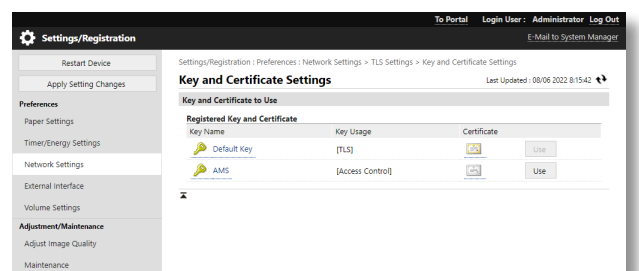 To Portal Login User : Administrator Log Out
Settings/Registration
E-Mail to System Manager
Restart Device
Apply Setting Changes
Preferences
Paper Settings
Timer/Energy Settings
Network Settings
External Interface
Volume Settings
Adjustment/Maintenance
Adjust Image Quality
Maintenance
Settings/Registration : Preferences : Network Settings > TLS Settings > Key and Certificate Settings
Key and Certificate Settings
Last Updated : 08/06 2022 8:15:42
Key and Certificate to Use
Registered Key and Certificate
Key Name Key Usage Certificate
Default Key [TLS] Use
AMS [Access Control] Use